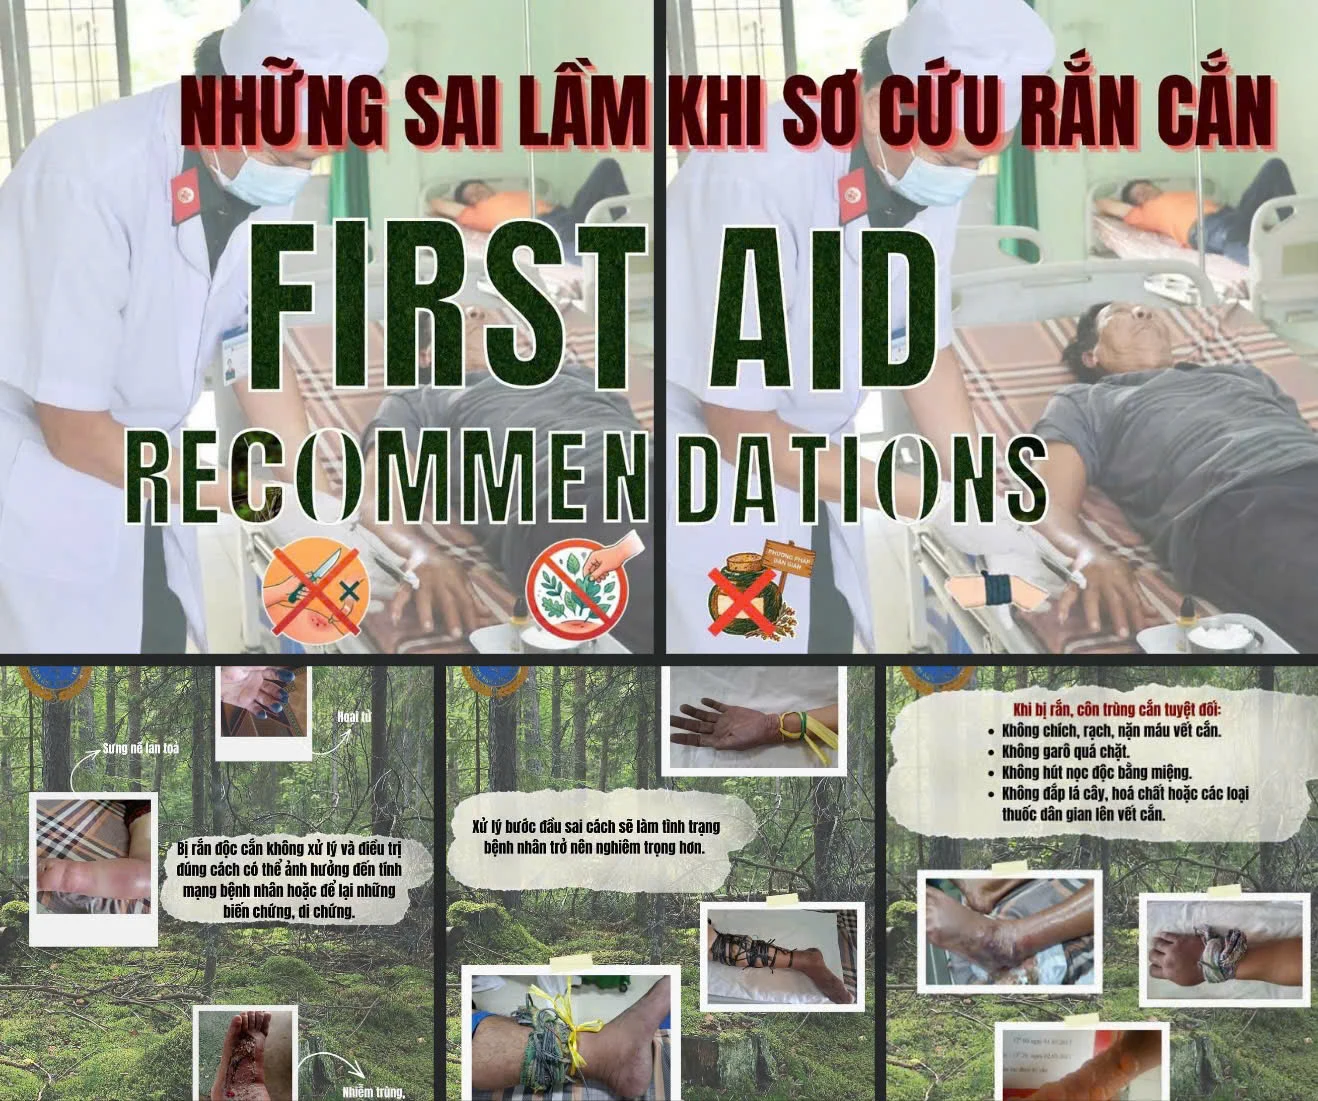 NHỮNG SAI LẦM KHI SƠ CỨU RẮN CẮN
FIRST AID
RECOMMENDATIONS
PHƯƠNG PHÁP
DÂN GIAN
Hoại tử
Sưng nề lan toả
Bị rắn độc cắn không xử lý và điều trị
đúng cách có thể ảnh hưởng đến tính
mạng bệnh nhân hoặc để lại những
biến chứng, di chứng.
Nhiễm trùng,
Xử lý bước đầu sai cách sẽ làm tình trạng
bệnh nhân trở nên nghiêm trọng hơn.
Khi bị rắn, côn trùng cắn tuyệt đối:
• Không chích, rạch, nặn máu vết cắn.
• Không garô quá chặt.
• Không hút nọc độc bằng miệng.
• Không đắp lá cây, hoá chất hoặc các loại
thuốc dân gian lên vết cắn.